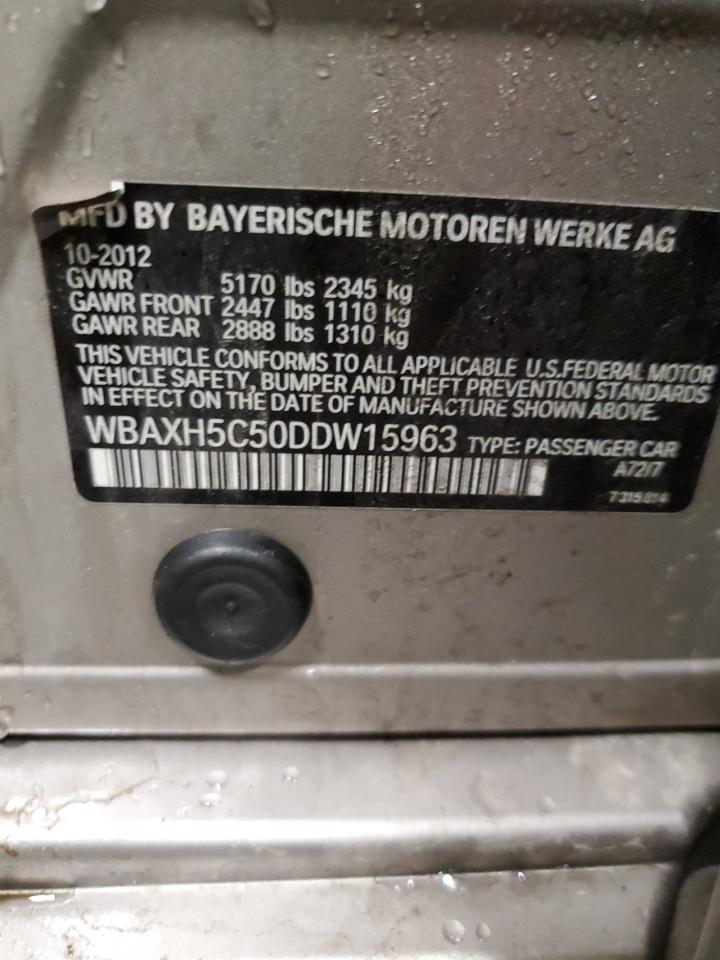 MFD BY BAYERISCHE MOTOREN WERKE AG
10-2012
GVWR 5170 lbs 2345 kg
GAWR FRONT 2447 lbs 1110 kg
GAWR REAR 2888 lbs 1310 kg
THIS VEHICLE CONFORMS TO ALL APPLICABLE U.S.FEDERAL MOTOR
VEHICLE SAFETY, BUMPER AND THEFT PREVENTION STANDARDS
IN EFFECT ON THE DATE OF MANUFACTURE SHOWN ABOVE.
WBAXH5C50DDW15963 TYPE: PASSENGER CAR
A72/7